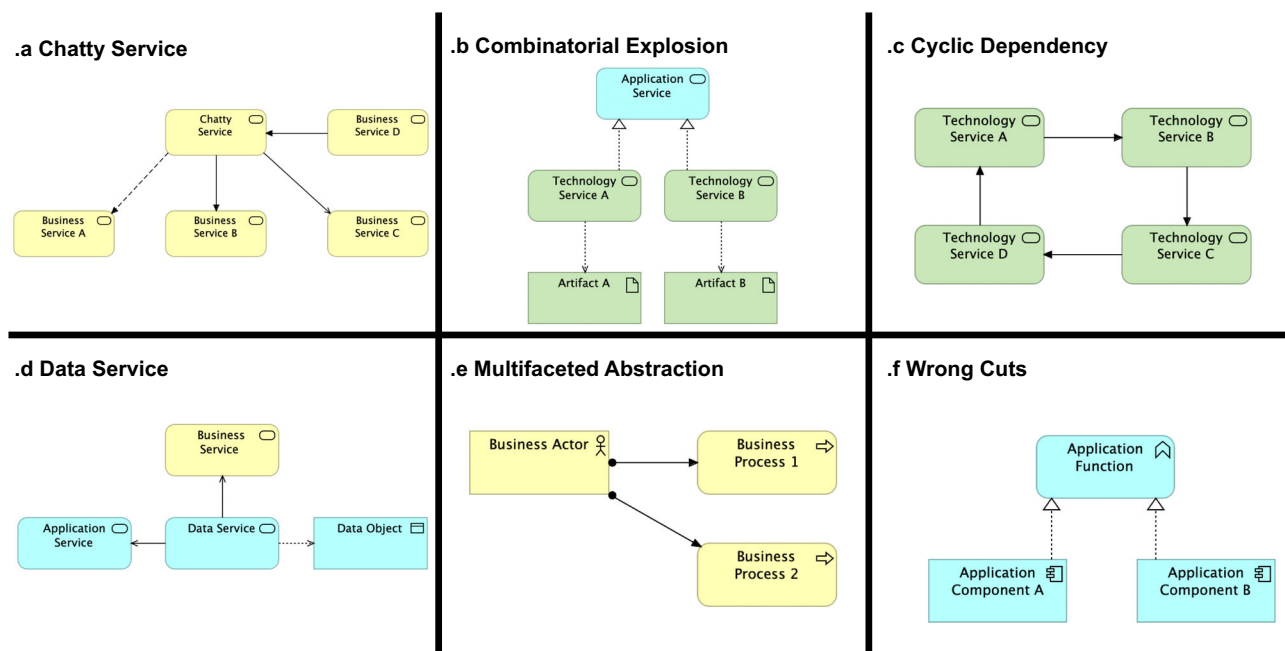 .a Chatty Service
Chatty
Service
Business
Service D
Business
Service A
Business
Service B
Business
Service C
.b Combinatorial Explosion
Application
Service
Technology
Service A
Technology
Service B
Artifact A
Artifact B
.c Cyclic Dependency
Technology
Service A
Technology
Service B
Technology
Service D
Technology
Service C
.d Data Service
Business
Service
Application
Service
Data Service
Data Object
.e Multifaceted Abstraction
Business Actor
Business
Process 1
Business
Process 2
.f Wrong Cuts
Application
Function
Application
Component A
Application
Component B